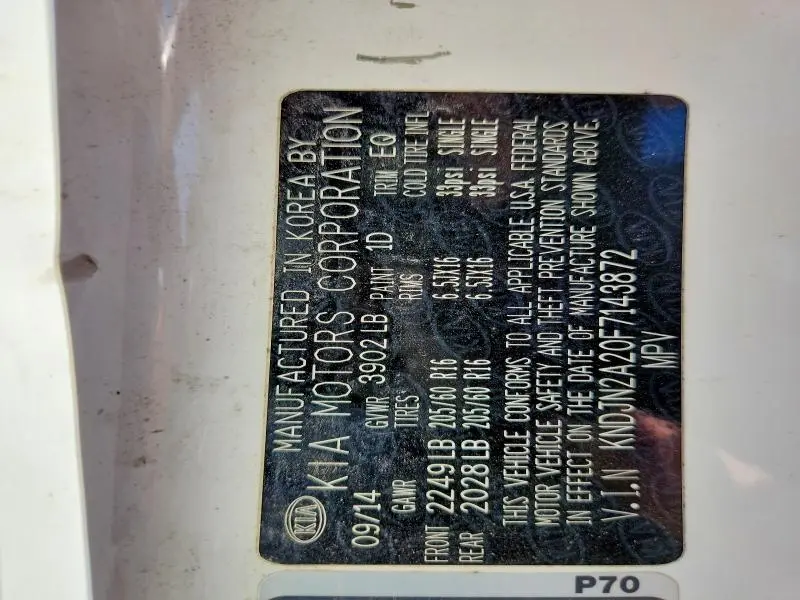 KIA
MANUFACTURED IN KOREA BY
KIA MOTORS CORPORATION
09/14 GVWR 3902 LB PAINT 1D TRIM EQ
GAWR TIRES RIMS COLD TIRE INFL
FRONT 2249 LB 205/60 R16 6.5JX16 33psi SINGLE
REAR 2028 LB 205/60 R16 6.5JX16 33psi SINGLE
THIS VEHICLE CONFORMS TO ALL APPLICABLE U.S.A. FEDERAL
MOTOR VEHICLE SAFETY AND THEFT PREVENTION STANDARDS
IN EFFECT ON THE DATE OF MANUFACTURE SHOWN ABOVE.
V.I.N KNDJN2A20F7143872
MPV
P70